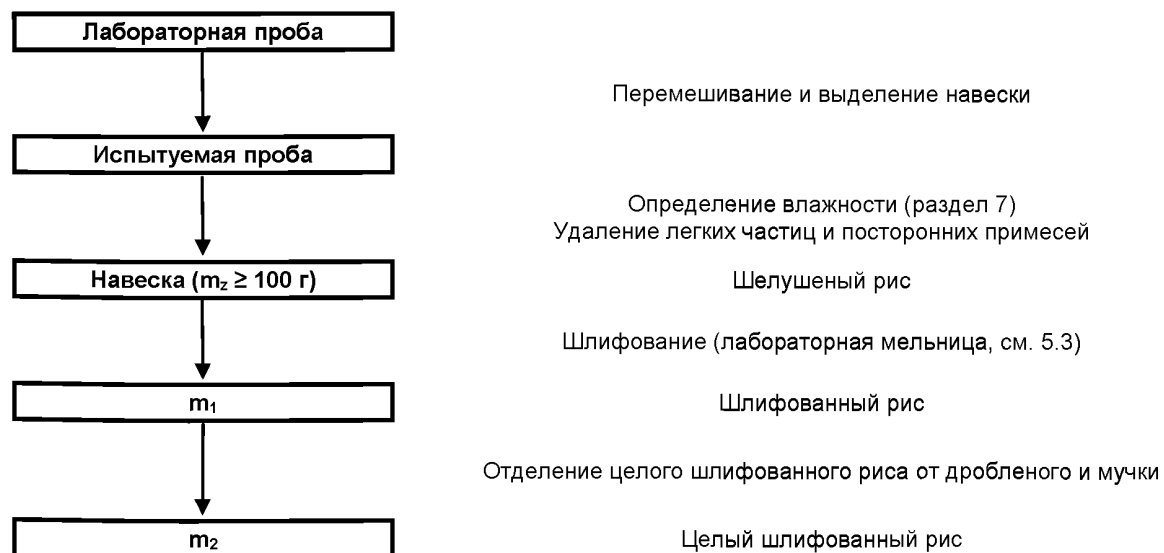 Лабораторная проба
Перемешивание и выделение навески
Испытуемая проба
Определение влажности (раздел 7)
Удаление легких частиц и посторонних примесей
Навеска (mz ≥ 100 г)
Шелушеный рис
Шлифование (лабораторная мельница, см. 5.3)
m₁
Шлифованный рис
Отделение целого шлифованного риса от дробленого и мучки
m₂
Целый шлифованный рис